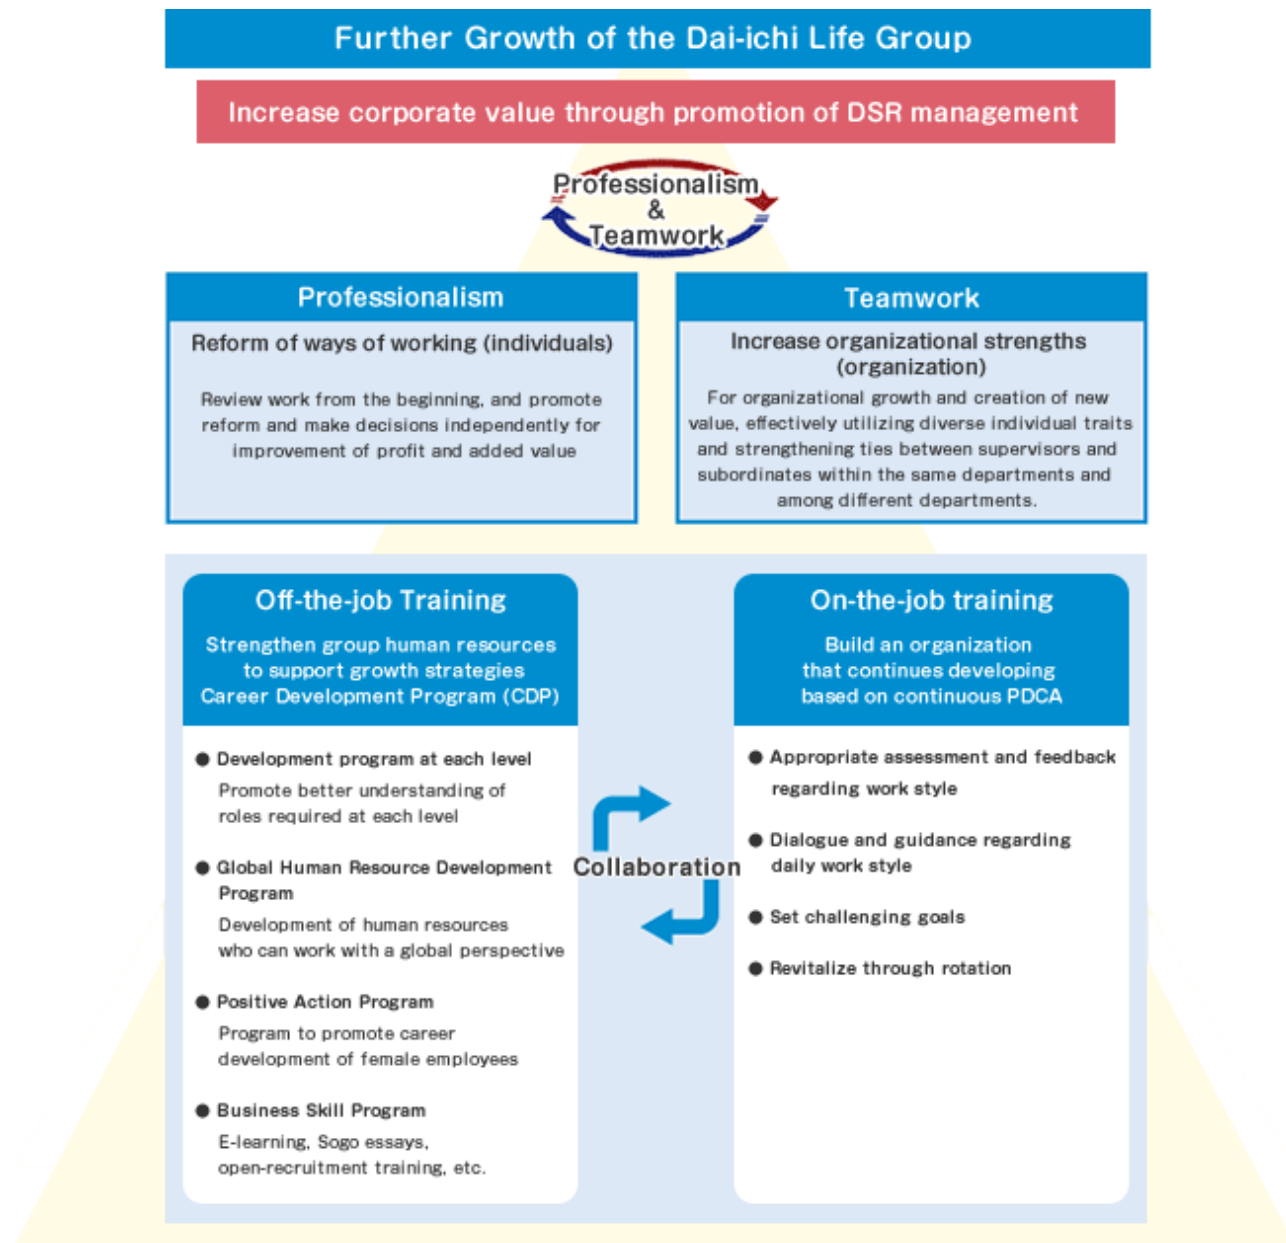 Further Growth of the Dai-ichi Life Group
Increase corporate value through promotion of DSR management
Professionalism
&
Teamwork
Professionalism
Reform of ways of working (individuals)
Review work from the beginning, and promote
reform and make decisions independently for
improvement of profit and added value
Teamwork
Increase organizational strengths
(organization)
For organizational growth and creation of new
value, effectively utilizing diverse individual traits
and strengthening ties between supervisors and
subordinates within the same departments and
among different departments.
Off-the-job Training
Strengthen group human resources
to support growth strategies
Career Development Program (CDP)
● Development program at each level
Promote better understanding of
roles required at each level
● Global Human Resource Development
Program
Development of human resources
who can work with a global perspective
● Positive Action Program
Program to promote career
development of female employees
● Business Skill Program
E-learning, Sogo essays,
open-recruitment training, etc.
Collaboration
On-the-job training
Build an organization
that continues developing
based on continuous PDCA
● Appropriate assessment and feedback
regarding work style
● Dialogue and guidance regarding
daily work style
● Set challenging goals
● Revitalize through rotation